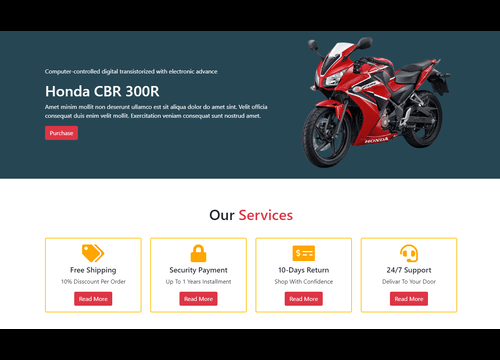 Computer-controlled digital transistorized with electronic advance
Honda CBR 300R
Amet minim mollit non deserunt ullamco est sit aliqua dolor do amet sint. Velit officia
consequat duis enim velit mollit. Exercitation veniam consequat sunt nostrud amet.
Purchase
HONDA
Our Services
Free Shipping
10% Discount Per Order
Read More
Security Payment
Up To 1 Years Installment
Read More
10-Days Return
Shop With Confidence
Read More
24/7 Support
Delivar To Your Door
Read More